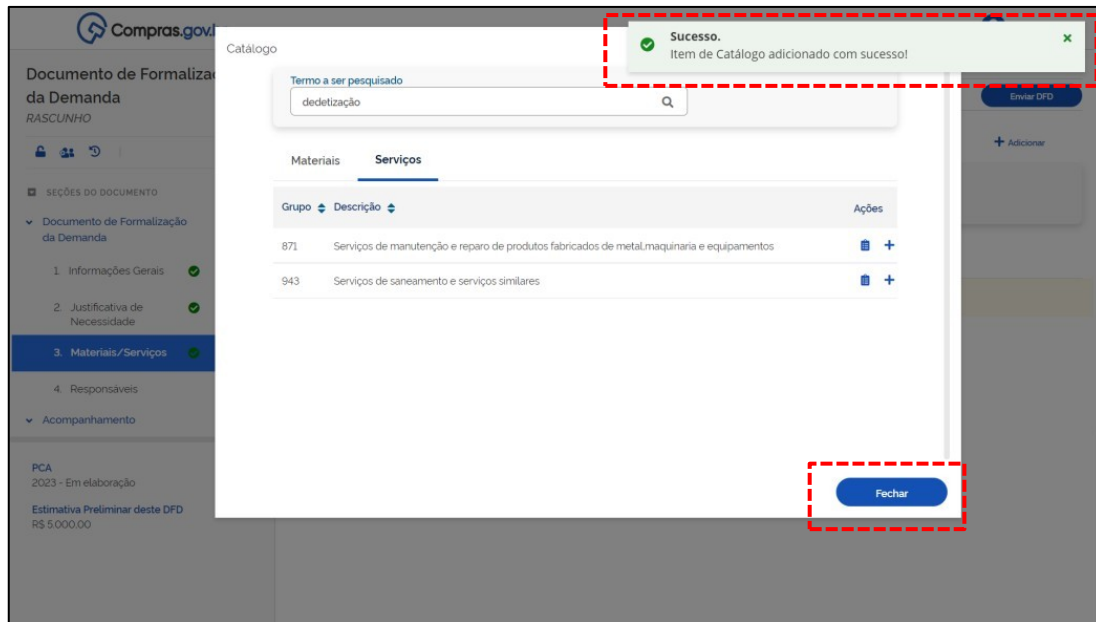 Compras.gov.b
Documento de Formaliza
da Demanda
RASCUNHO
SEÇÕES DO DOCUMENTO
Documento de Formalização
da Demanda
1. Informações Gerais
2. Justificativa de
Necessidade
3. Materiais/Serviços
4. Responsáveis
Acompanhamento
PCA
2023 - Em elaboração
Estimativa Preliminar deste DFD
R$ 5.000,00
Catálogo
Termo a ser pesquisado
dedetização
Materiais Serviços
Grupo Descrição Ações
871 Serviços de manutenção e reparo de produtos fabricados de metal,maquinaria e equipamentos
943 Serviços de saneamento e serviços similares
Fechar
Sucesso.
Item de Catálogo adicionado com sucesso!
Enviar DFD
Adicionar